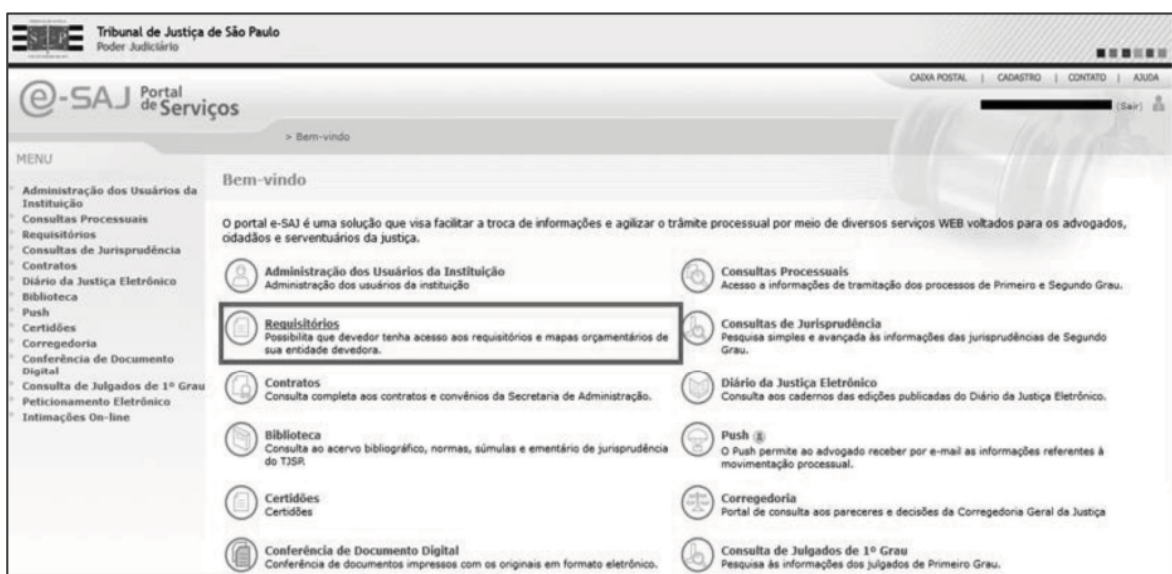 Tribunal de Justiça de São Paulo
Poder Judiciário
CAIXA POSTAL | CADASTRO | CONTATO | AJUDA
e-SAJ Portal de Serviços
(Sair)
> Bem-vindo
MENU
Administração dos Usuários da
Instituição
Consultas Processuais
Requisitórios
Consultas de Jurisprudência
Contratos
Diário da Justiça Eletrônico
Biblioteca
Push
Certidões
Corregedoria
Conferência de Documento
Digital
Consulta de Julgados de 1º Grau
Peticionamento Eletrônico
Intimações On-line
Bem-vindo
O portal e-SAJ é uma solução que visa facilitar a troca de informações e agilizar o trâmite processual por meio de diversos serviços WEB voltados para os advogados,
cidadãos e serventuários da justiça.
Administração dos Usuários da Instituição
Administração dos usuários da instituição
Consultas Processuais
Acesso a informações de tramitação dos processos de Primeiro e Segundo Grau.
Requisitórios
Possibilita que devedor tenha acesso aos requisitórios e mapas orçamentários de
sua entidade devedora.
Consultas de Jurisprudência
Pesquisa simples e avançada às informações das jurisprudências de Segundo
Grau.
Contratos
Consulta completa aos contratos e convênios da Secretaria de Administração.
Diário da Justiça Eletrônico
Consulta aos cadernos das edições publicadas do Diário da Justiça Eletrônico.
Biblioteca
Consulta ao acervo bibliográfico, normas, súmulas e ementário de jurisprudência
do TJSP.
Push
O Push permite ao advogado receber por e-mail as informações referentes à
movimentação processual.
Certidões
Certidões
Corregedoria
Portal de consulta aos pareceres e decisões da Corregedoria Geral da Justiça
Conferência de Documento Digital
Conferência de documentos impressos com os originais em formato eletrônico.
Consulta de Julgados de 1º Grau
Pesquisa às informações dos julgados de Primeiro Grau.